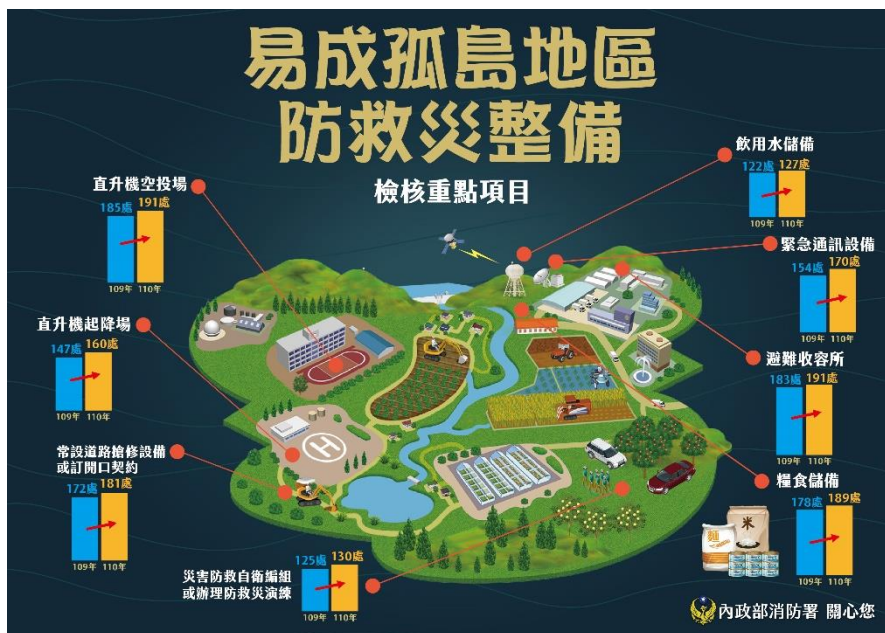 易成孤島地區
防救災整備
檢核重點項目
直升機空投場
185處 191處
109年 110年
直升機起降場
147處 160處
109年 110年
常設道路搶修設備
或訂開口契約
172處 181處
109年 110年
災害防救自衛編組
或辦理防救災演練
125處 130處
109年 110年
飲用水儲備
122處 127處
109年 110年
緊急通訊設備
154處 170處
109年 110年
避難收容所
183處 191處
109年 110年
糧食儲備
178處 189處
109年 110年
米
麵
H
內政部消防署 關心您